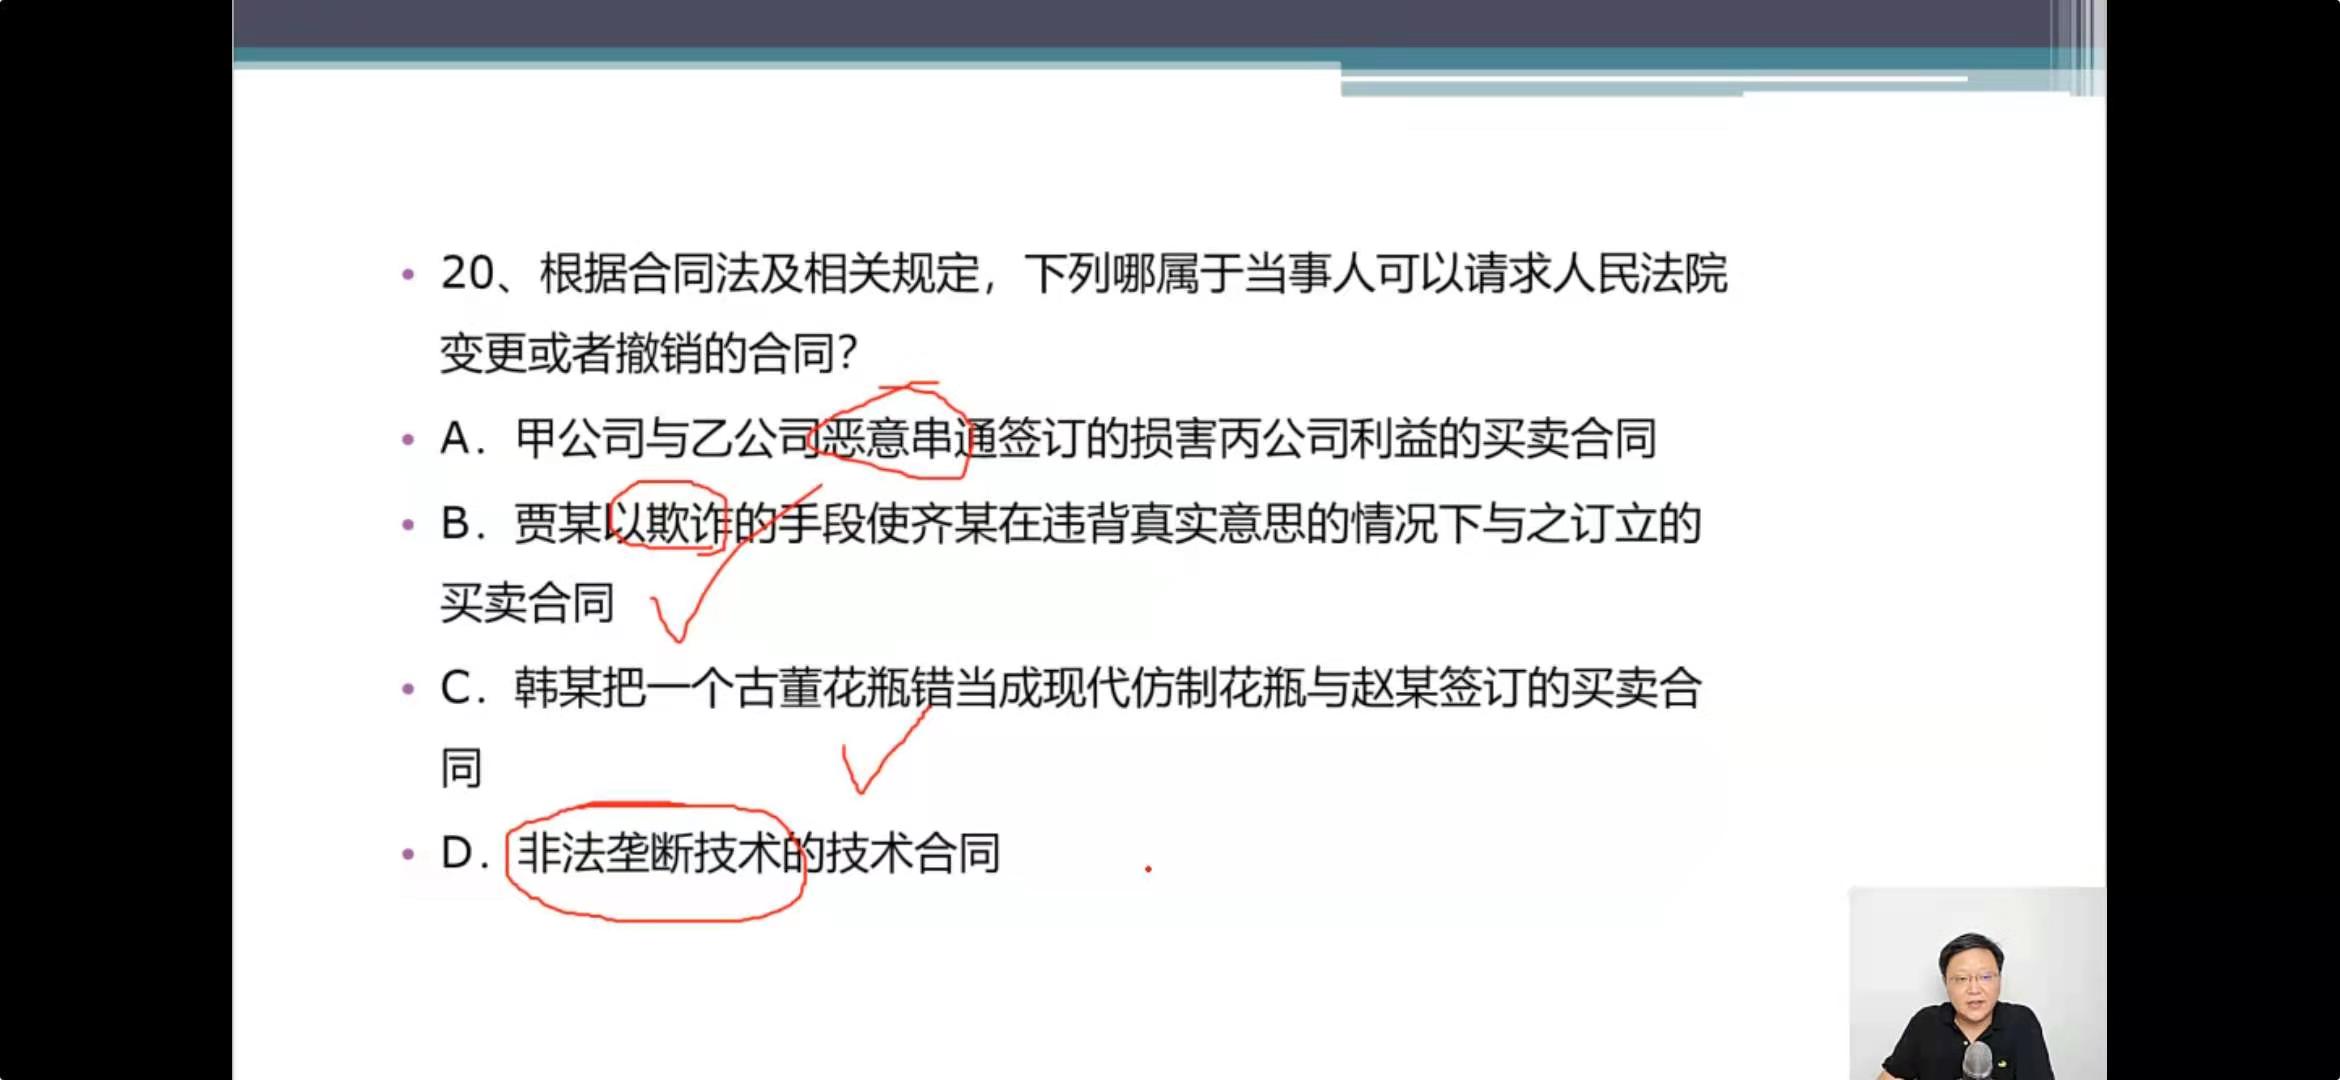 20、根据合同法及相关规定，下列哪属于当事人可以请求人民法院
变更或者撤销的合同？
A．甲公司与乙公司恶意串通签订的损害丙公司利益的买卖合同
B．贾某以欺诈的手段使齐某在违背真实意思的情况下与之订立的
买卖合同
C．韩某把一个古董花瓶错当成现代仿制花瓶与赵某签订的买卖合
同
D．非法垄断技术的技术合同